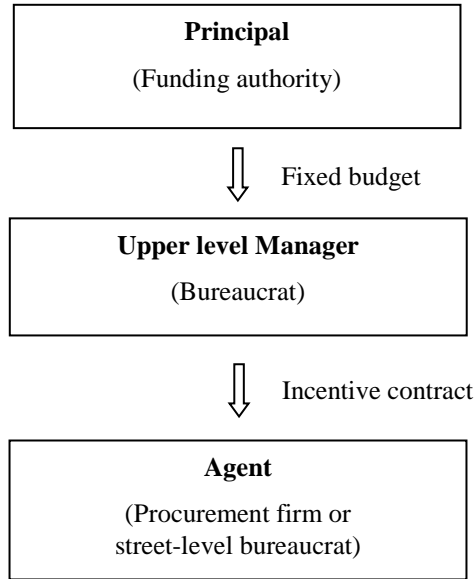 Principal
(Funding authority)
Fixed budget
Upper level Manager
(Bureaucrat)
Incentive contract
Agent
(Procurement firm or
street-level bureaucrat)